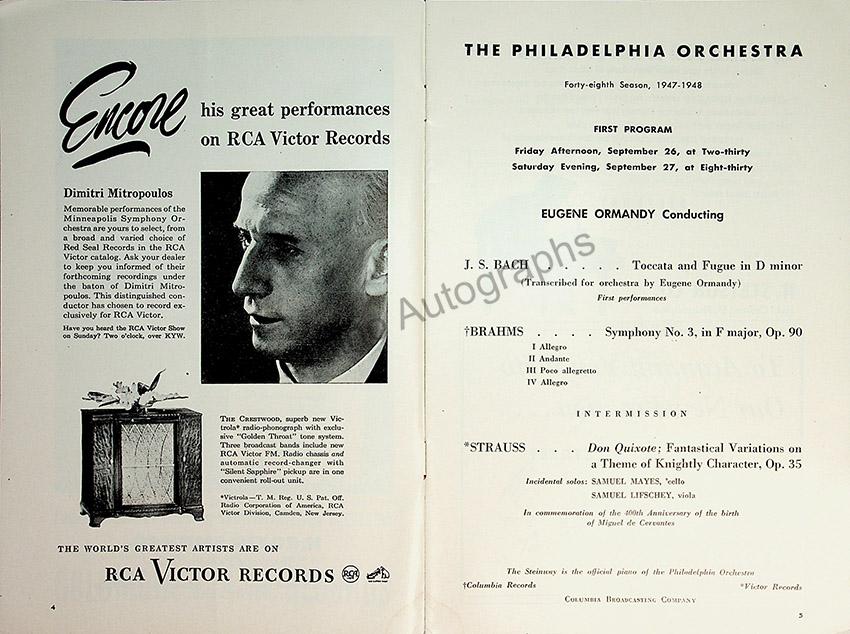 Encore
his great performances
on RCA Victor Records
Dimitri Mitropoulos
Memorable performances of the
Minneapolis Symphony Or-
chestra are yours to select, from
a broad and varied choice of
Red Seal Records in the RCA
Victor catalog. Ask your dealer
to keep you informed of their
forthcoming recordings under
the baton of Dimitri Mitro-
poulos. This distinguished con-
ductor has chosen to record ex-
clusively for RCA Victor.
Have you heard the RCA Victor Show
on Sunday? Two o'clock, over KYW.
THE CRESTWOOD, superb new Vic-
trola* radio-phonograph with exclu-
sive "Golden Throat" tone system.
Three broadcast bands include new
RCA Victor FM. Radio chassis and
automatic record-changer with
"Silent Sapphire" pickup are in one
convenient roll-out unit.
*Victrola—T. M. Reg. U. S. Pat. Off.
Radio Corporation of America, RCA
Victor Division, Camden, New Jersey.
THE WORLD'S GREATEST ARTISTS ARE ON
RCA VICTOR RECORDS
RCA
4
THE PHILADELPHIA ORCHESTRA
Forty-eighth Season, 1947-1948
FIRST PROGRAM
Friday Afternoon, September 26, at Two-thirty
Saturday Evening, September 27, at Eight-thirty
EUGENE ORMANDY Conducting
J. S. BACH . . . . . Toccata and Fugue in D minor
(Transcribed for orchestra by Eugene Ormandy)
First performances
†BRAHMS . . . . Symphony No. 3, in F major, Op. 90
I Allegro
II Andante
III Poco allegretto
IV Allegro
INTERMISSION
*STRAUSS . . . Don Quixote; Fantastical Variations on
a Theme of Knightly Character, Op. 35
Incidental solos: SAMUEL MAYES, 'cello
SAMUEL LIFSCHEY, viola
In commemoration of the 400th Anniversary of the birth
of Miguel de Cervantes
The Steinway is the official piano of the Philadelphia Orchestra
†Columbia Records *Victor Records
COLUMBIA BROADCASTING COMPANY
5
Autographs